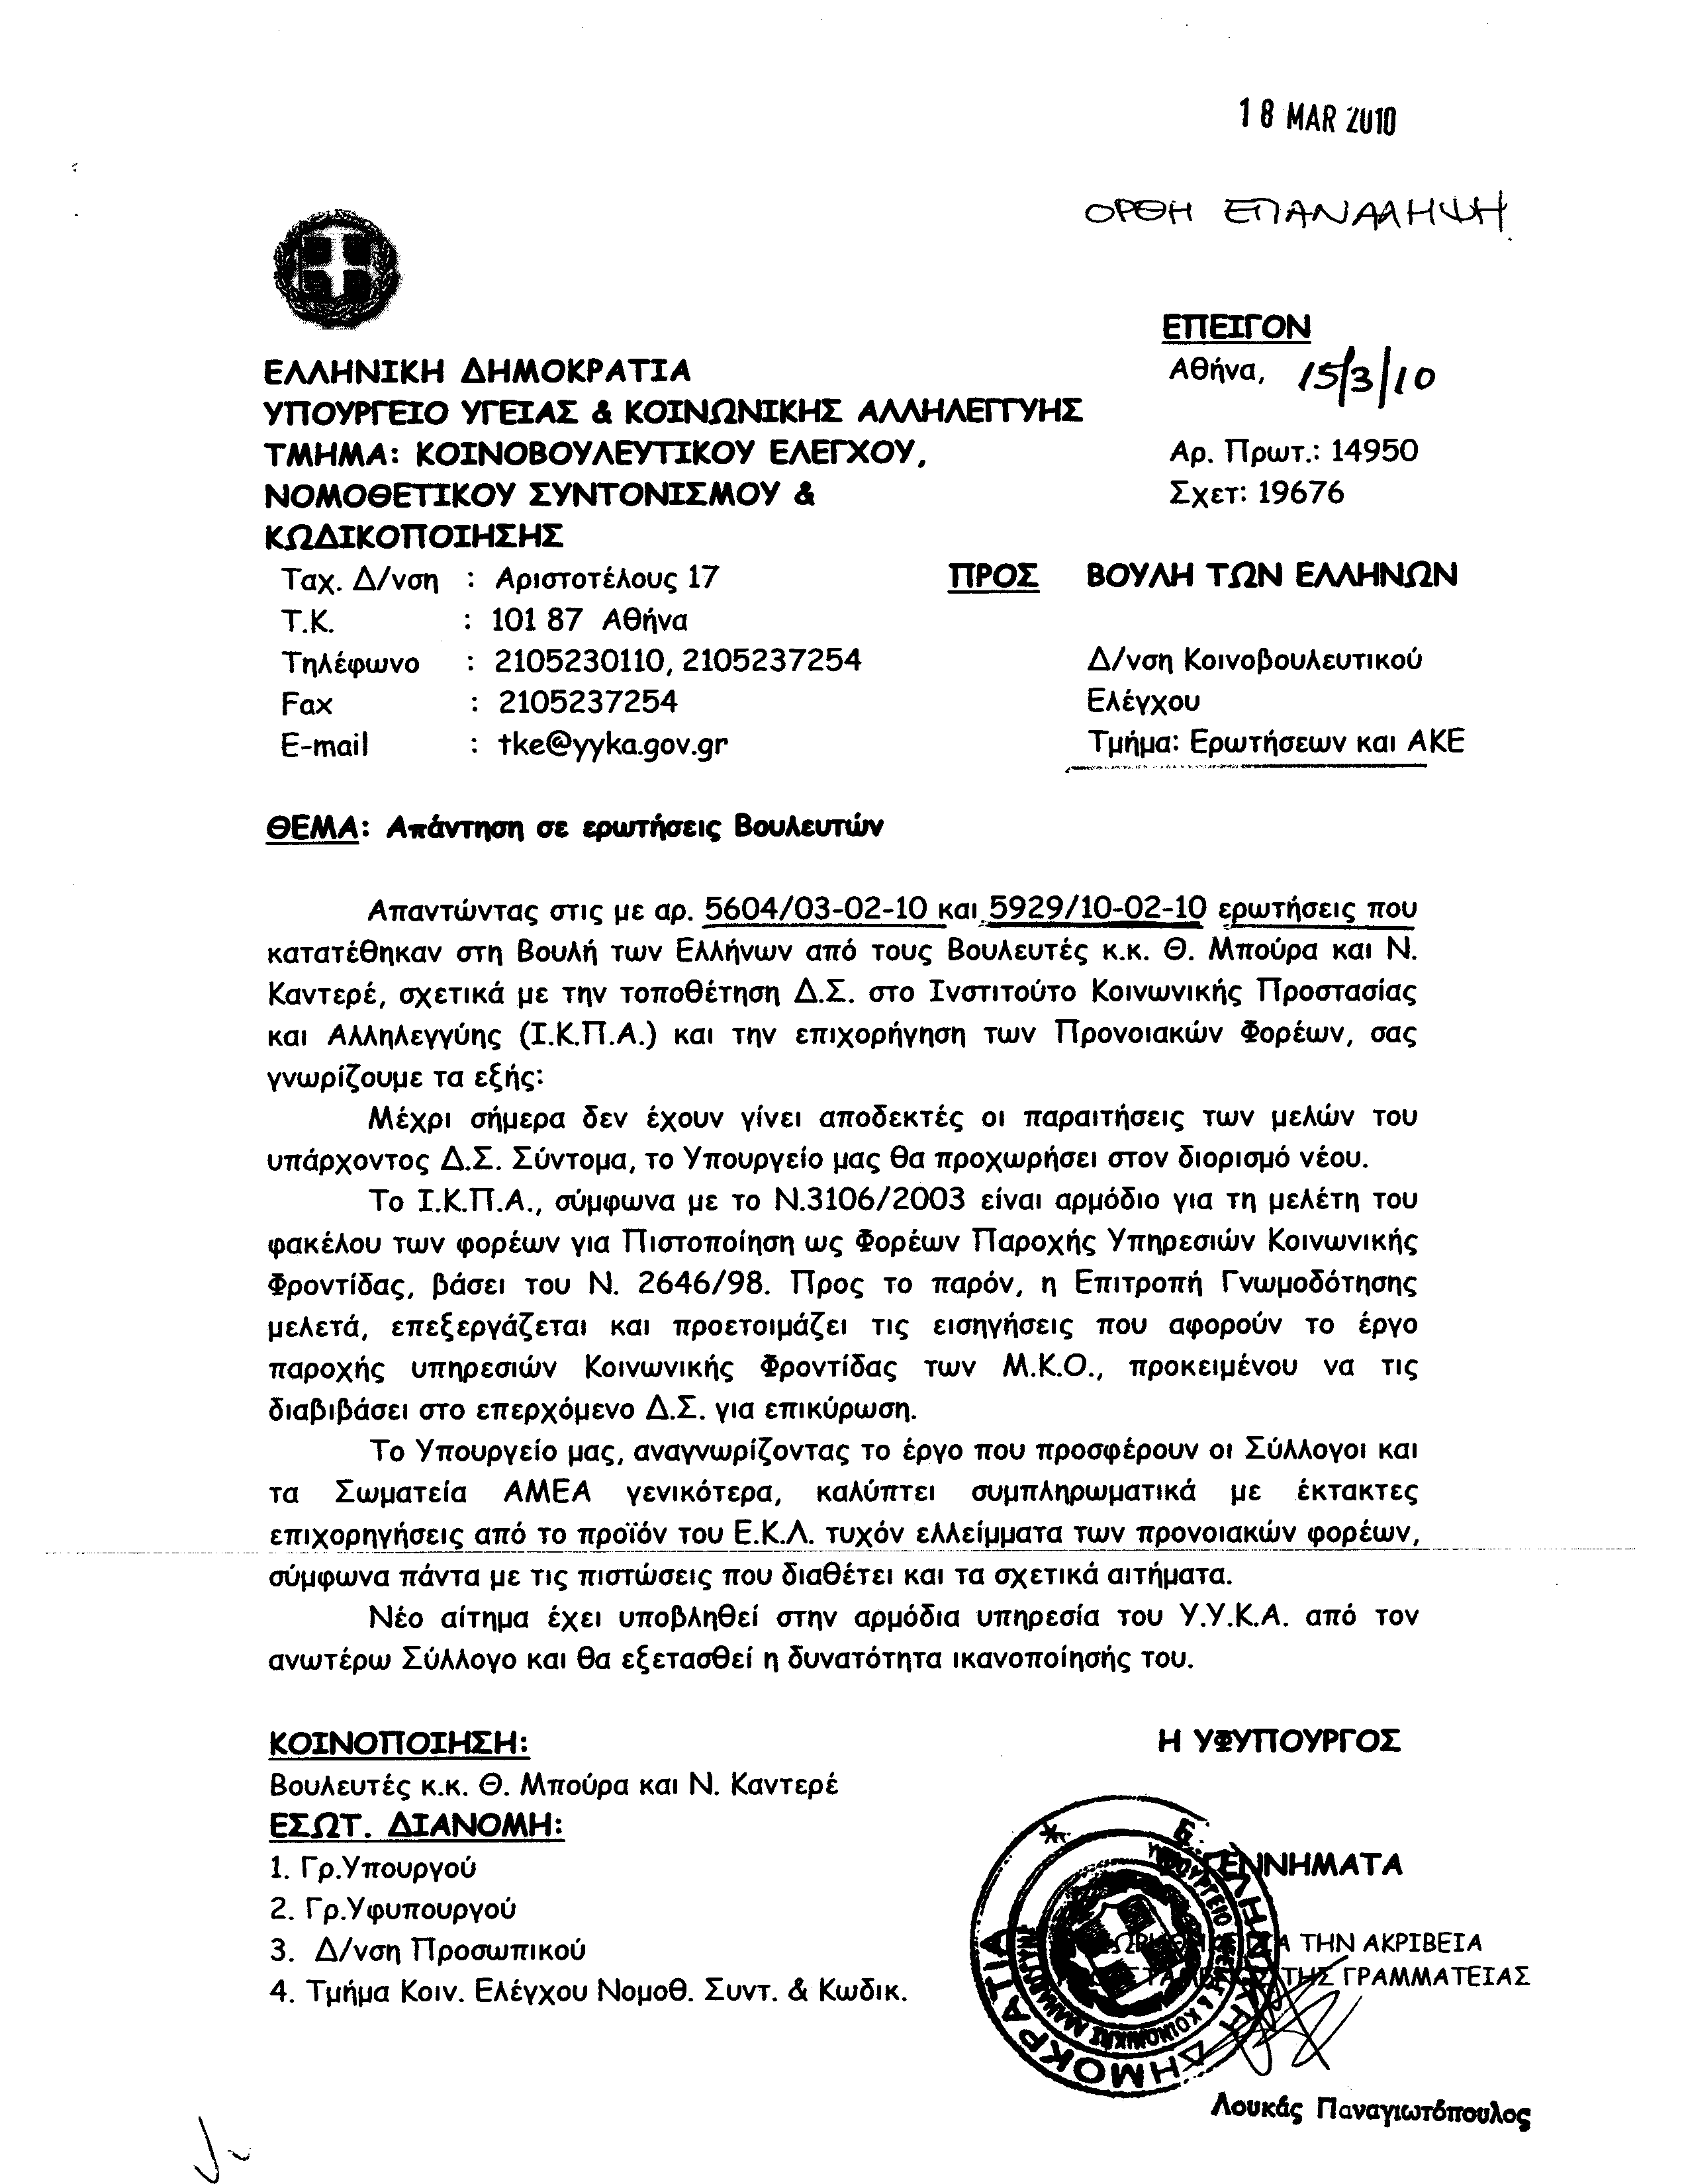 18 MAR 2010
ΟΡΘΗ ΕΠΑΝΑΛΗΨΗ
ΕΠΕΙΓΟΝ
ΕΛΛΗΝΙΚΗ ΔΗΜΟΚΡΑΤΙΑ
Αθήνα, 15/3/10
ΥΠΟΥΡΓΕΙΟ ΥΓΕΙΑΣ & ΚΟΙΝΩΝΙΚΗΣ ΑΛΛΗΛΕΓΓΥΗΣ
ΤΜΗΜΑ: ΚΟΙΝΟΒΟΥΛΕΥΤΙΚΟΥ ΕΛΕΓΧΟΥ,
Αρ. Πρωτ.: 14950
ΝΟΜΟΘΕΤΙΚΟΥ ΣΥΝΤΟΝΙΣΜΟΥ &
Σχετ: 19676
ΚΩΔΙΚΟΠΟΙΗΣΗΣ
Ταχ. Δ/νση : Αριστοτέλους 17
ΠΡΟΣ ΒΟΥΛΗ ΤΩΝ ΕΛΛΗΝΩΝ
Τ.Κ. : 101 87 Αθήνα
Τηλέφωνο : 2105230110, 2105237254
Δ/νση Κοινοβουλευτικού
Fax : 2105237254
Ελέγχου
E-mail : tke@yyka.gov.gr
Τμήμα: Ερωτήσεων και ΑΚΕ
ΘΕΜΑ: Απάντηση σε ερωτήσεις Βουλευτών
Απαντώντας στις με αρ. 5604/03-02-10 και 5929/10-02-10 ερωτήσεις που
κατατέθηκαν στη Βουλή των Ελλήνων από τους Βουλευτές κ.κ. Θ. Μπούρα και Ν.
Καντερέ, σχετικά με την τοποθέτηση Δ.Σ. στο Ινστιτούτο Κοινωνικής Προστασίας
και Αλληλεγγύης (Ι.Κ.Π.Α.) και την επιχορήγηση των Προνοιακών Φορέων, σας
γνωρίζουμε τα εξής:
Μέχρι σήμερα δεν έχουν γίνει αποδεκτές οι παραιτήσεις των μελών του
υπάρχοντος Δ.Σ. Σύντομα, το Υπουργείο μας θα προχωρήσει στον διορισμό νέου.
Το Ι.Κ.Π.Α., σύμφωνα με το Ν.3106/2003 είναι αρμόδιο για τη μελέτη του
φακέλου των φορέων για Πιστοποίηση ως Φορέων Παροχής Υπηρεσιών Κοινωνικής
Φροντίδας, βάσει του Ν. 2646/98. Προς το παρόν, η Επιτροπή Γνωμοδότησης
μελετά, επεξεργάζεται και προετοιμάζει τις εισηγήσεις που αφορούν το έργο
παροχής υπηρεσιών Κοινωνικής Φροντίδας των Μ.Κ.Ο., προκειμένου να τις
διαβιβάσει στο επερχόμενο Δ.Σ. για επικύρωση.
Το Υπουργείο μας, αναγνωρίζοντας το έργο που προσφέρουν οι Σύλλογοι και
τα Σωματεία ΑΜΕΑ γενικότερα, καλύπτει συμπληρωματικά με έκτακτες
επιχορηγήσεις από το προϊόν του Ε.Κ.Λ. τυχόν ελλείμματα των προνοιακών φορέων,
σύμφωνα πάντα με τις πιστώσεις που διαθέτει και τα σχετικά αιτήματα.
Νέο αίτημα έχει υποβληθεί στην αρμόδια υπηρεσία του Υ.Υ.Κ.Α. από τον
ανωτέρω Σύλλογο και θα εξετασθεί η δυνατότητα ικανοποίησής του.
ΚΟΙΝΟΠΟΙΗΣΗ:
Η ΥΦΥΠΟΥΡΓΟΣ
Βουλευτές κ.κ. Θ. Μπούρα και Ν. Καντερέ
ΕΣΩΤ. ΔΙΑΝΟΜΗ:
1. Γρ.Υπουργού
ΓΕΝΝΗΜΑΤΑ
2. Γρ.Υφυπουργού
3. Δ/νση Προσωπικού
ΤΗΝ ΑΚΡΙΒΕΙΑ
4. Τμήμα Κοιν. Ελέγχου Νομοθ. Συντ. & Κωδικ.
ΤΗΣ ΓΡΑΜΜΑΤΕΙΑΣ
ΕΛΛΗΝΙΚΗ ΔΗΜΟΚΡΑΤΙΑ
Λουκάς Παναγιωτόπουλος